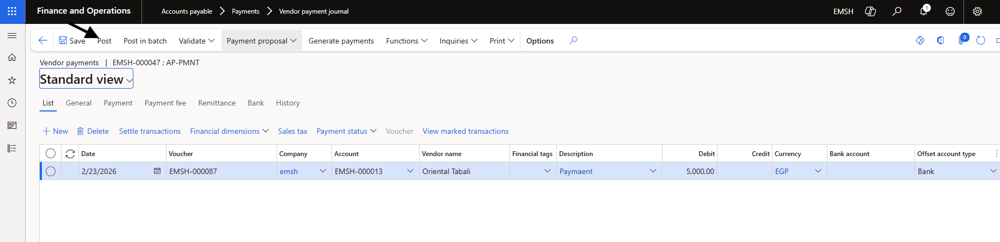 Finance and Operations Accounts payable Payments Vendor payment journal EMSH 1
Save Post Post in batch Validate Payment proposal Generate payments Functions Inquiries Print Options 0
Vendor payments | EMSH-000047 : AP-PMNT
Standard view
List General Payment Payment fee Remittance Bank History
New Delete Settle transactions Financial dimensions Sales tax Payment status Voucher View marked transactions
Date Voucher Company Account Vendor name Financial tags Description Debit Credit Currency Bank account Offset account type
2/23/2026 EMSH-000087 emsh EMSH-000013 Oriental Tabali Paymaent 5,000.00 EGP Bank